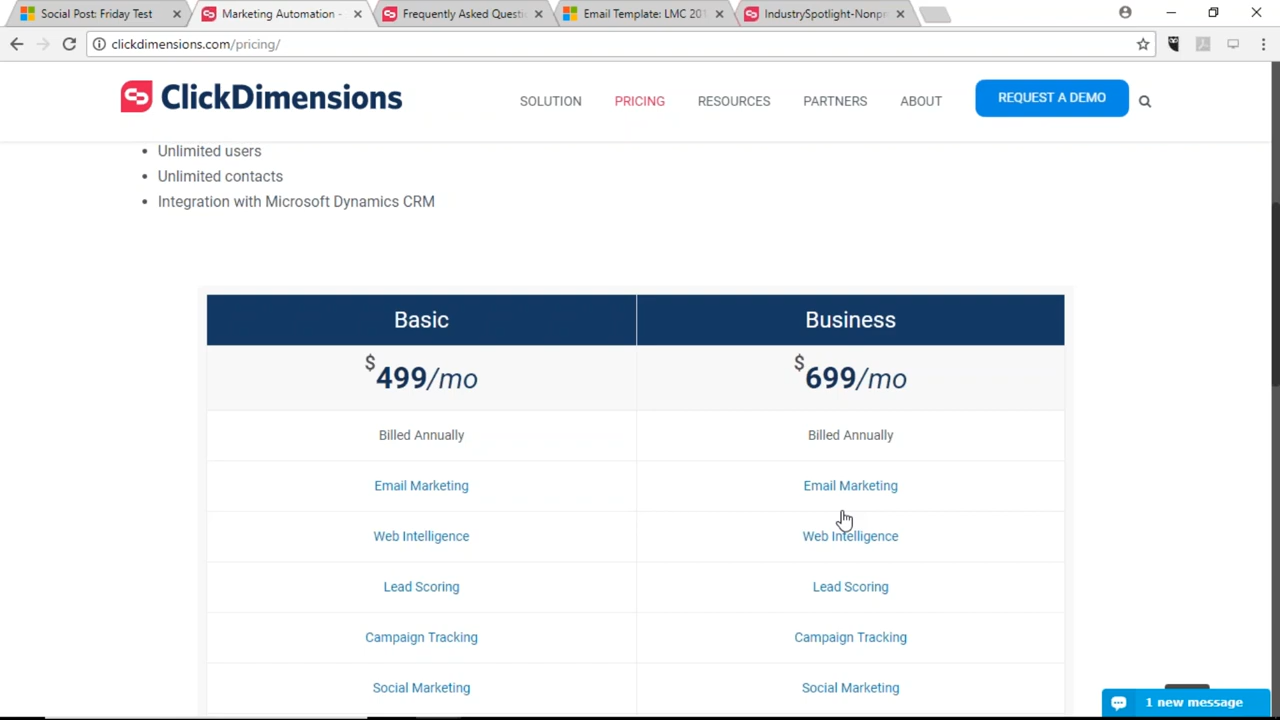 Social Post: Friday Test
Marketing Automation -
Frequently Asked Questi
Email Template: LMC 201
IndustrySpotlight-Nonpr
clickdimensions.com/pricing/
ClickDimensions
SOLUTION
PRICING
RESOURCES
PARTNERS
ABOUT
REQUEST A DEMO
• Unlimited users
• Unlimited contacts
• Integration with Microsoft Dynamics CRM
Basic
Business
$499/mo
$699/mo
Billed Annually
Billed Annually
Email Marketing
Email Marketing
Web Intelligence
Web Intelligence
Lead Scoring
Lead Scoring
Campaign Tracking
Campaign Tracking
Social Marketing
Social Marketing
1 new message